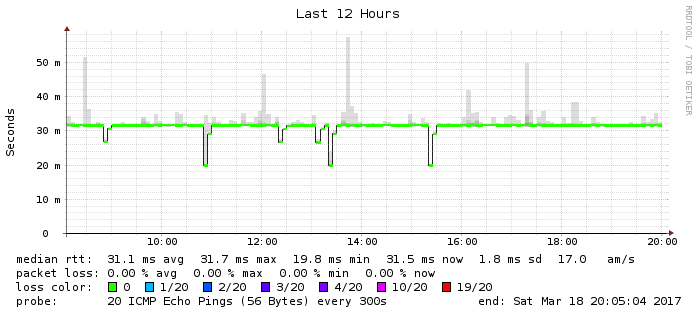 Last 12 Hours
RRDTOOL / TOBI OETIKER
Seconds
50 m
40 m
30 m
20 m
10 m
0
10:00 12:00 14:00 16:00 18:00 20:00
median rtt: 31.1 ms avg 31.7 ms max 19.8 ms min 31.5 ms now 1.8 ms sd 17.0 am/s
packet loss: 0.00 % avg 0.00 % max 0.00 % min 0.00 % now
loss color: 0 1/20 2/20 3/20 4/20 10/20 19/20
probe: 20 ICMP Echo Pings (56 Bytes) every 300s end: Sat Mar 18 20:05:04 2017